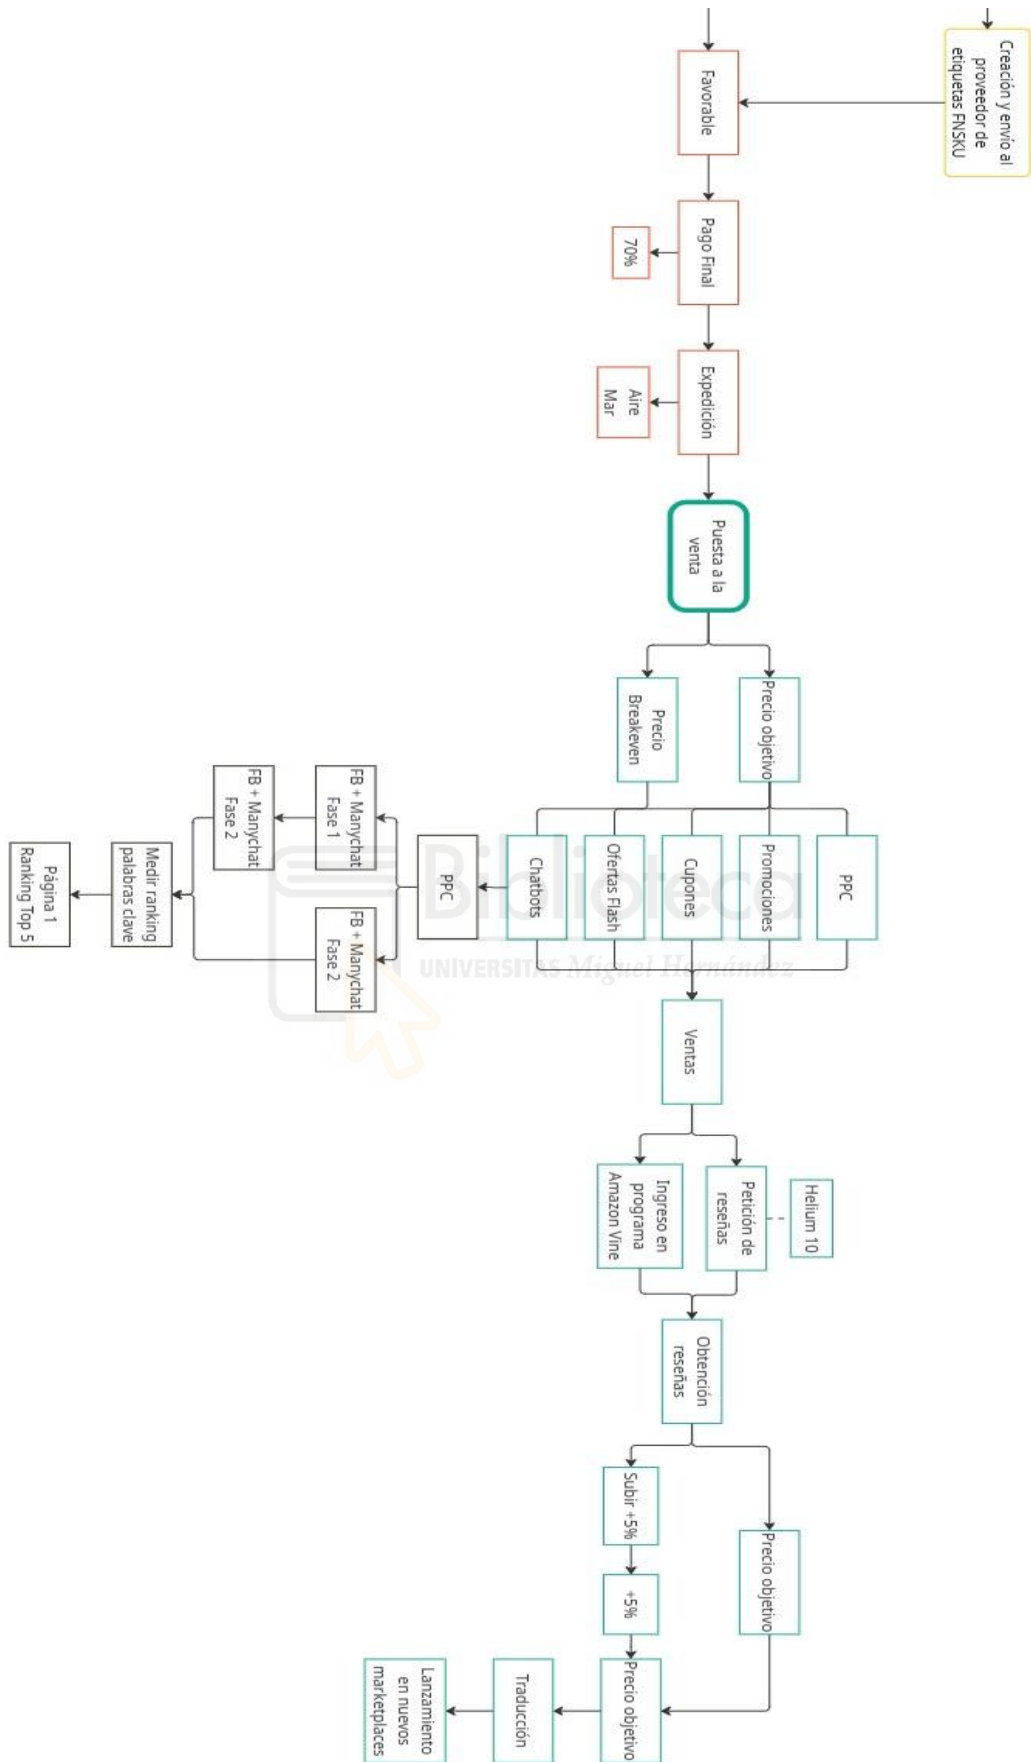 Creación y envío al
proveedor de
etiquetas FNSKU
Favorable
Pago Final
70%
Expedición
Aire
Mar
Puesta a la
venta
Precio objetivo
Precio
Breakeven
PPC
Promociones
Cupones
Ofertas Flash
Chatbots
PPC
FB + Manychat
Fase 1
FB + Manychat
Fase 2
FB + Manychat
Fase 2
Medir ranking
palabras clave
Página 1
Ranking Top 5
Biblioteca
UNIVERSITAS Miguel Hernández
Ventas
Helium 10
Petición de
reseñas
Ingreso en
programa
Amazon Vine
Obtención
reseñas
Precio objetivo
Subir +5%
+5%
Precio objetivo
Traducción
Lanzamiento
en nuevos
marketplaces